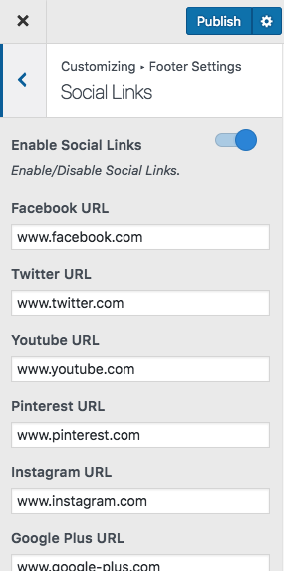 Publish
Customizing ▸ Footer Settings
Social Links
Enable Social Links
Enable/Disable Social Links.
Facebook URL
www.facebook.com
Twitter URL
www.twitter.com
Youtube URL
www.youtube.com
Pinterest URL
www.pinterest.com
Instagram URL
www.instagram.com
Google Plus URL
www.google-plus.com